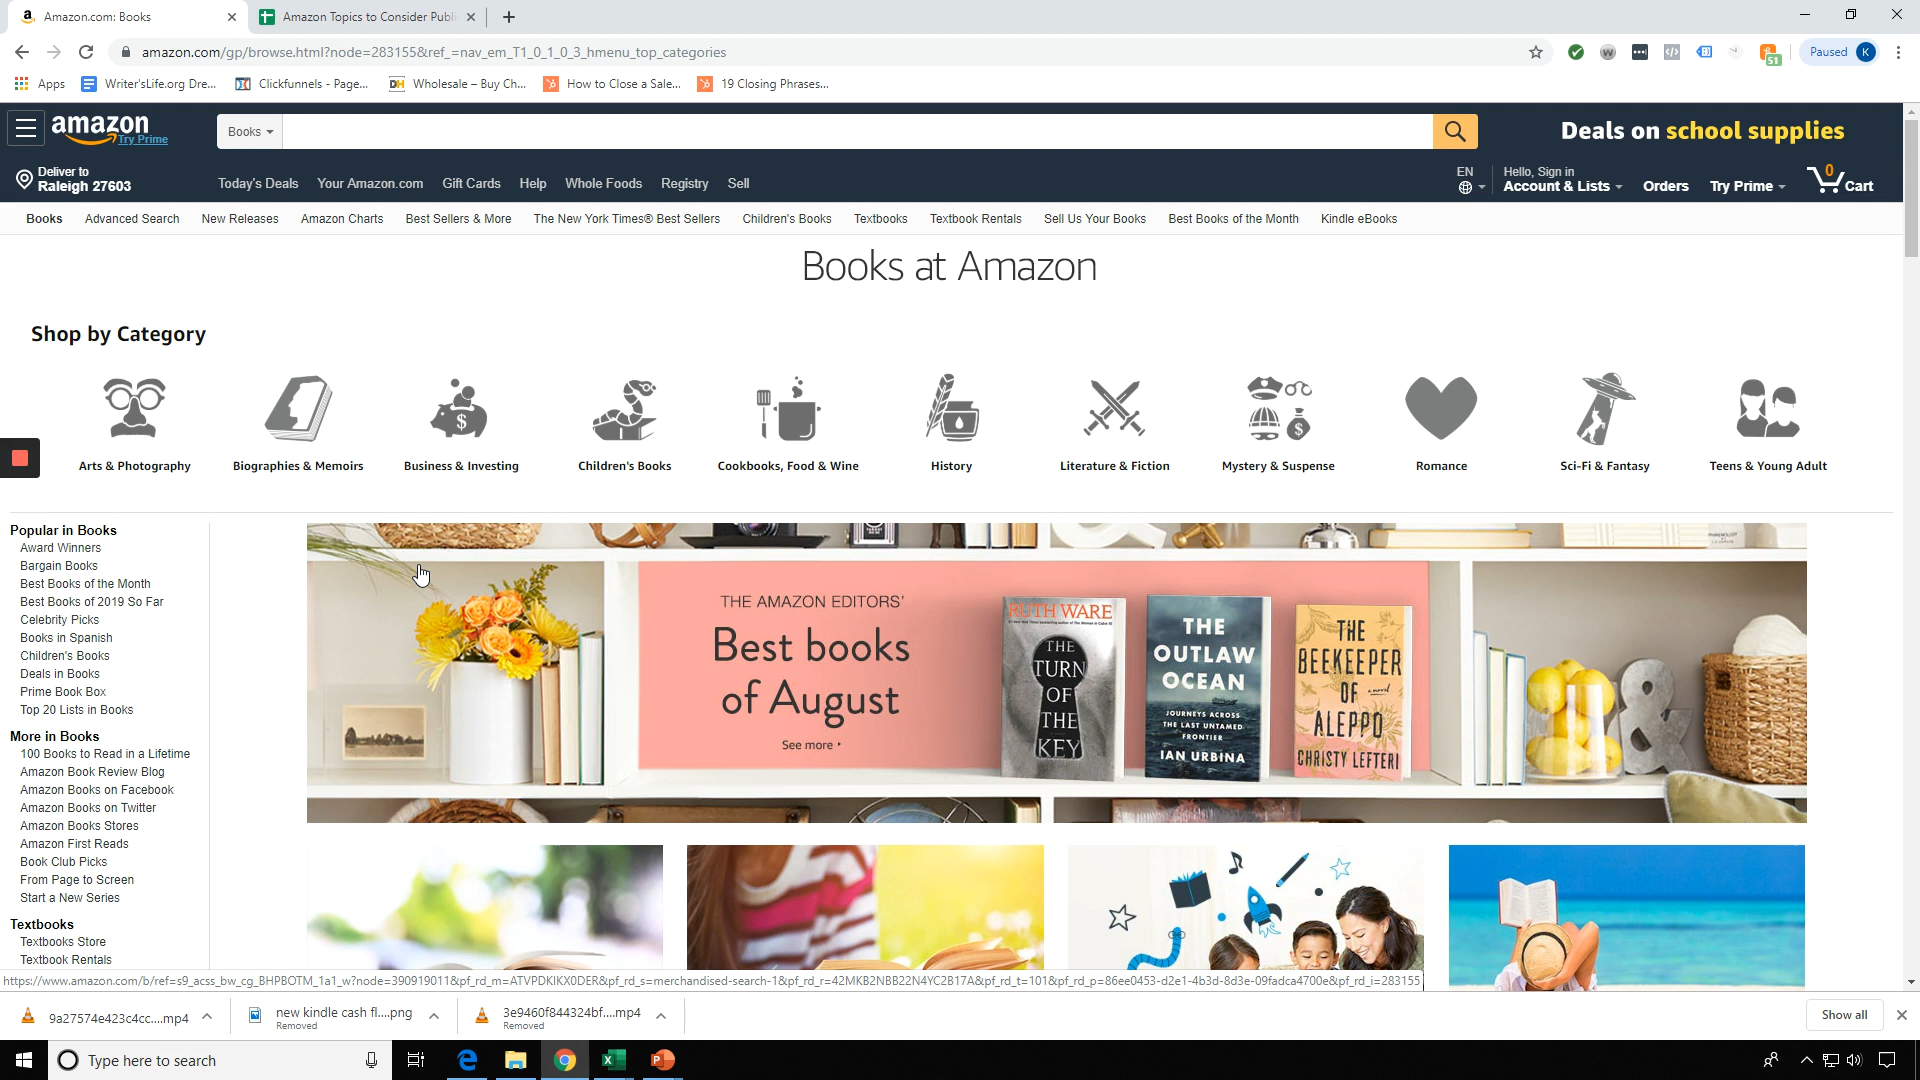 Amazon.com: Books
Amazon Topics to Consider Publi
amazon.com/gp/browse.html?node=283155&ref_=nav_em_T1_0_1_0_3_hmenu_top_categories
51
Paused
K
Apps
Writer'sLife.org Dre...
Clickfunnels - Page...
DH
Wholesale – Buy Ch...
How to Close a Sale...
19 Closing Phrases...
amazon
Try Prime
Books
Deals on school supplies
Deliver to
Raleigh 27603
Today's Deals
Your Amazon.com
Gift Cards
Help
Whole Foods
Registry
Sell
EN
Hello, Sign in
Account & Lists
Orders
Try Prime
0
Cart
Books
Advanced Search
New Releases
Amazon Charts
Best Sellers & More
The New York Times® Best Sellers
Children's Books
Textbooks
Textbook Rentals
Sell Us Your Books
Best Books of the Month
Kindle eBooks
Books at Amazon
Shop by Category
Arts & Photography
Biographies & Memoirs
Business & Investing
Children's Books
Cookbooks, Food & Wine
History
Literature & Fiction
Mystery & Suspense
Romance
Sci-Fi & Fantasy
Teens & Young Adult
Popular in Books
Award Winners
Bargain Books
Best Books of the Month
Best Books of 2019 So Far
Celebrity Picks
Books in Spanish
Children's Books
Deals in Books
Prime Book Box
Top 20 Lists in Books
More in Books
100 Books to Read in a Lifetime
Amazon Book Review Blog
Amazon Books on Facebook
Amazon Books on Twitter
Amazon Books Stores
Amazon First Reads
Book Club Picks
From Page to Screen
Start a New Series
Textbooks
Textbooks Store
Textbook Rentals
THE AMAZON EDITORS'
Best books
of August
See more
RUTH WARE
THE
TURN
OF
THE
KEY
THE
OUTLAW
OCEAN
JOURNEYS ACROSS
THE LAST UNTAMED
FRONTIER
IAN URBINA
THE
BEEKEEPER
OF
a novel
ALEPPO
CHRISTY LEFTERI
&
https://www.amazon.com/b/ref=s9_acss_bw_cg_BHPBOTM_1a1_w?node=390919011&pf_rd_m=ATVPDKIKX0DER&pf_rd_s=merchandised-search-1&pf_rd_r=42MKB2NBB22N4YC2B17A&pf_rd_t=101&pf_rd_p=86ee0453-d2e1-4b3d-8d3e-09fadca4700e&pf_rd_i=283155
9a27574e423c4cc....mp4
new kindle cash fl....png
Removed
3e9460f844324bf....mp4
Removed
Show all
Type here to search